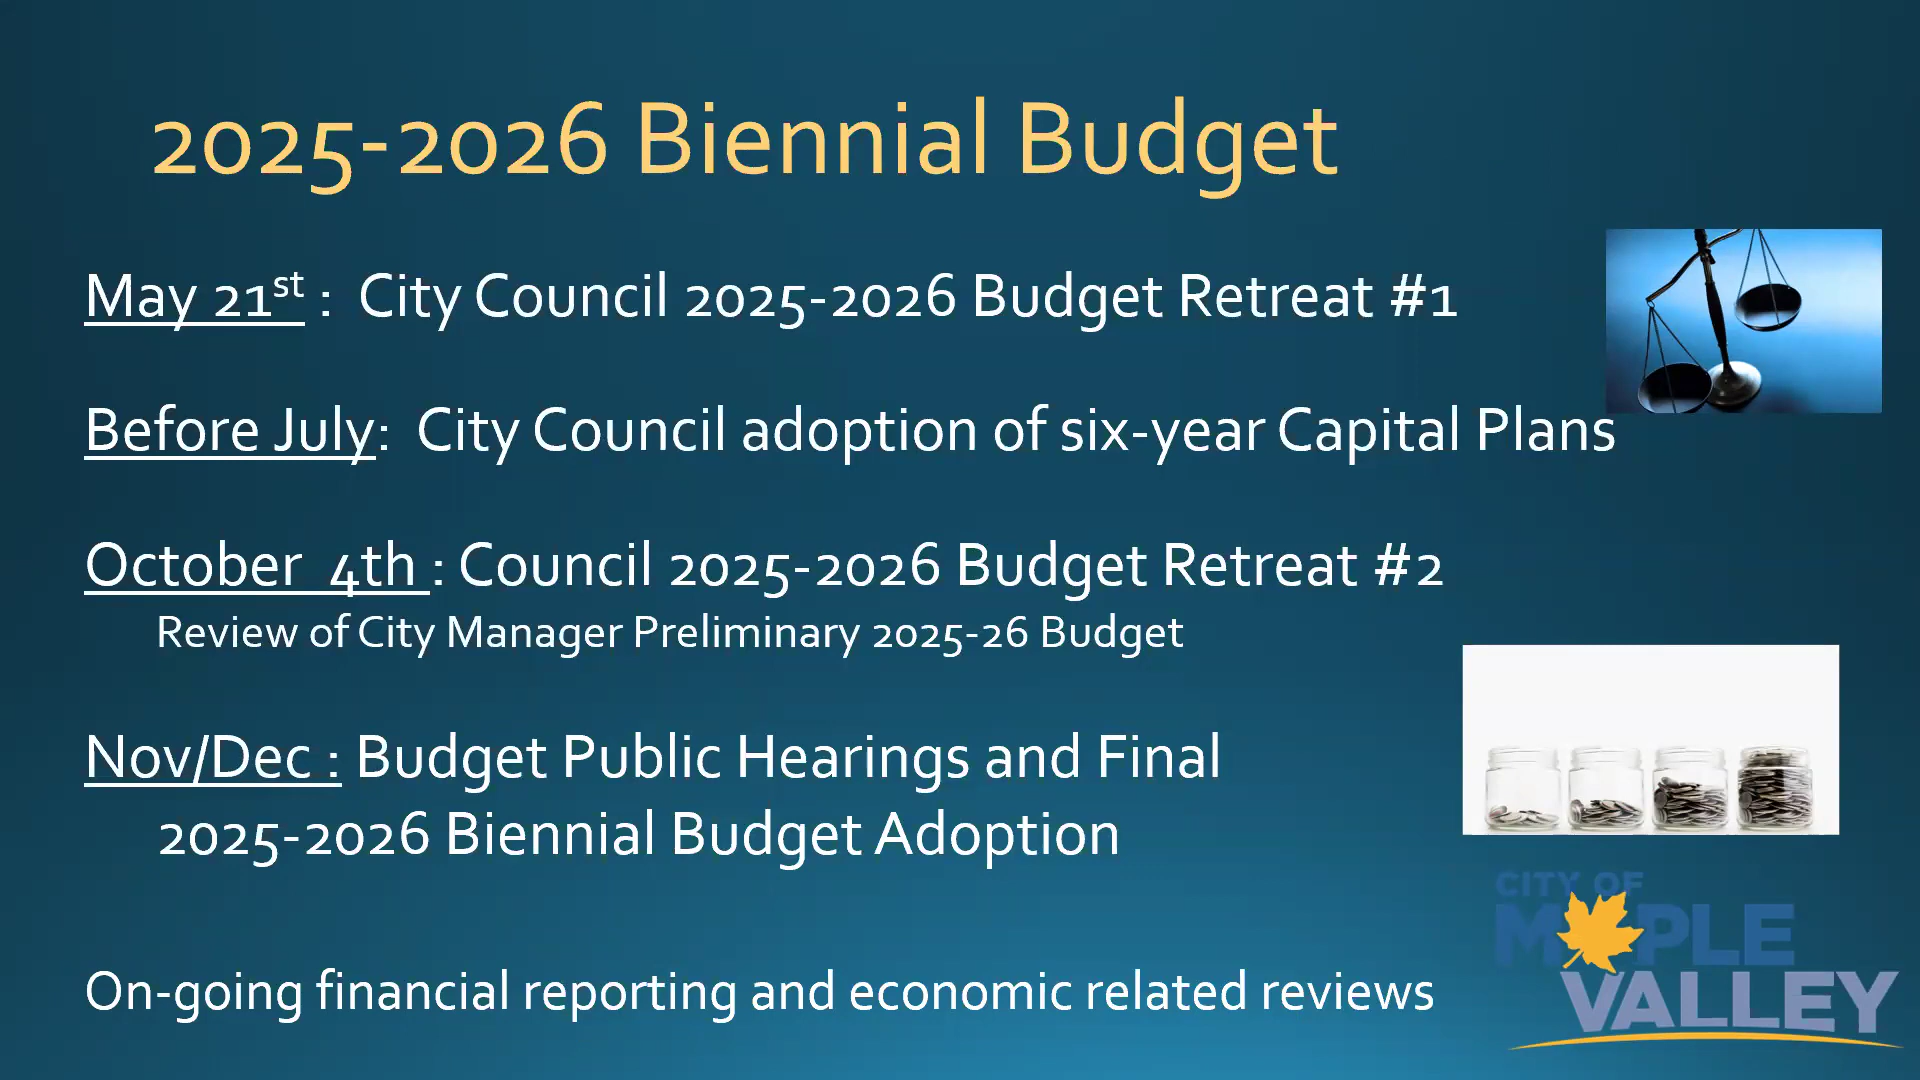 2025-2026 Biennial Budget
May 21st :  City Council 2025-2026 Budget Retreat #1
Before July:  City Council adoption of six-year Capital Plans
October  4th : Council 2025-2026 Budget Retreat #2
Review of City Manager Preliminary 2025-26 Budget
Nov/Dec : Budget Public Hearings and Final
2025-2026 Biennial Budget Adoption
On-going financial reporting and economic related reviews
CITY OF
MAPLE
VALLEY